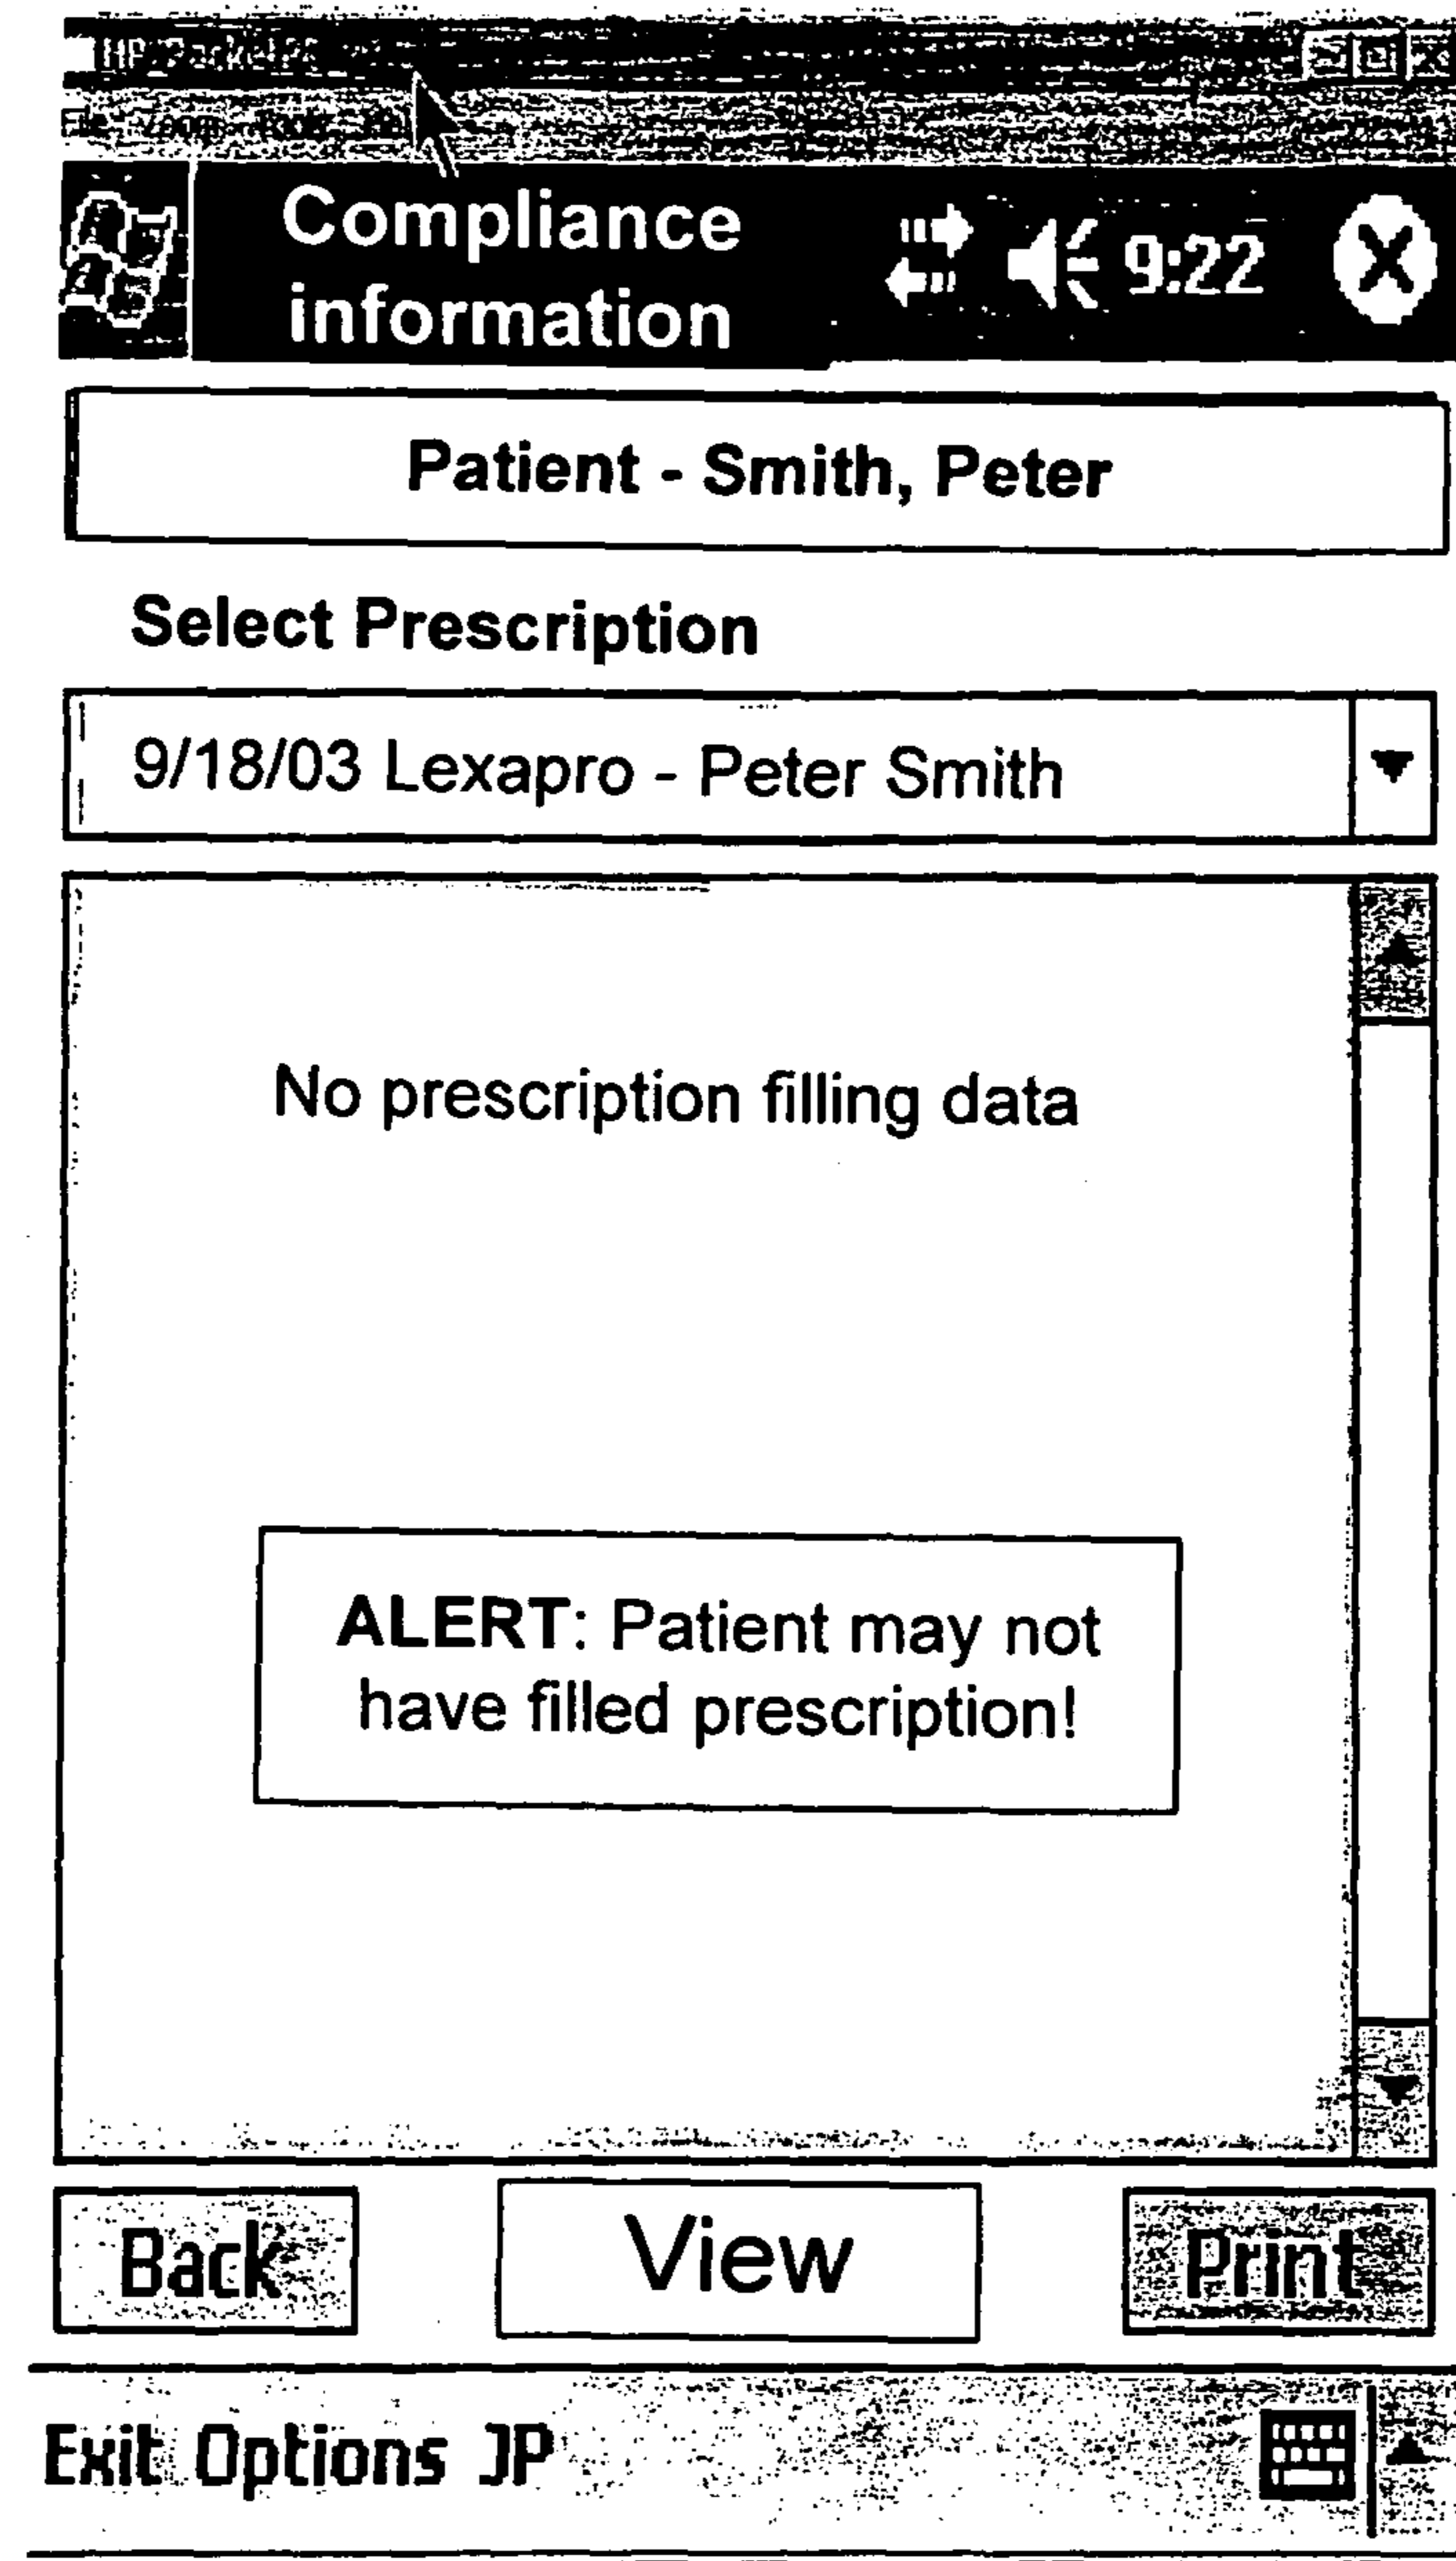 Compliance
information
9:22
Patient - Smith, Peter
Select Prescription
9/18/03 Lexapro - Peter Smith
No prescription filling data
ALERT: Patient may not
have filled prescription!
Back
View
Print
Exit Options JP